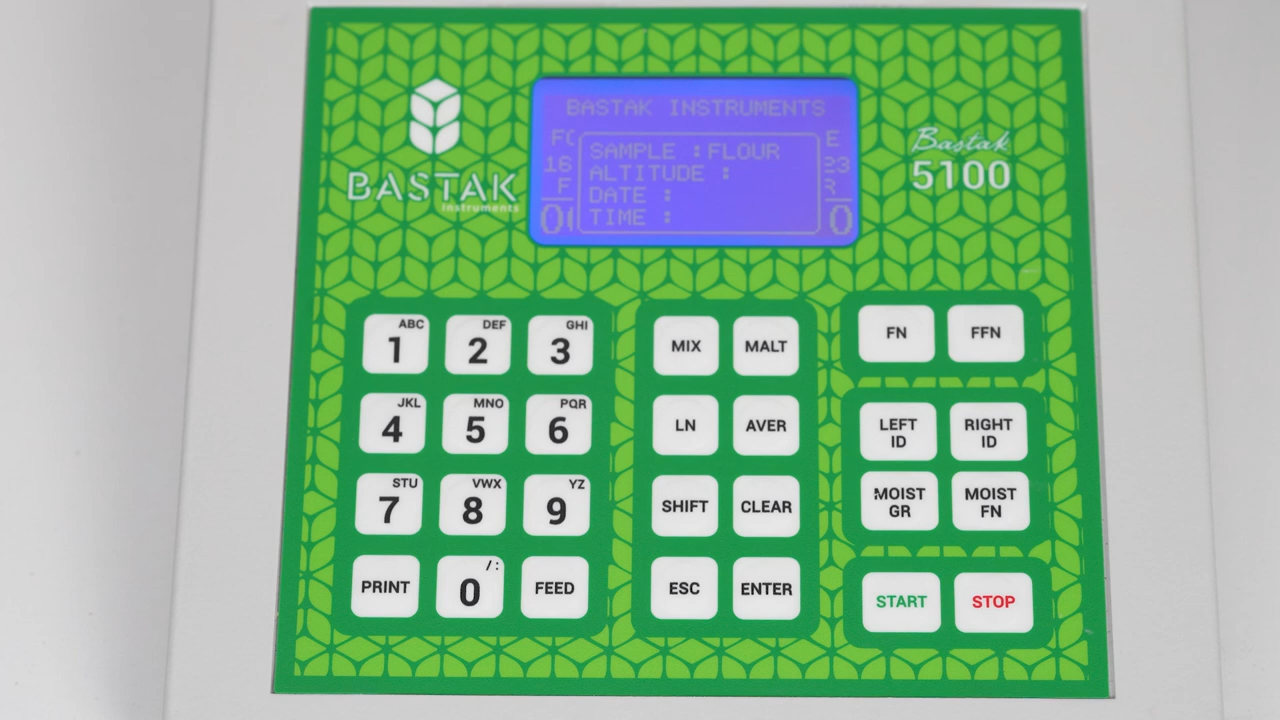 BASTAK
Instruments
BASTAK INSTRUMENTS
SAMPLE : FLOUR
ALTITUDE :
DATE :
TIME :
Bastak
5100
ABC DEF GHI
1 2 3
JKL MNO PQR
4 5 6
STU VWX YZ
7 8 9
/:
PRINT 0 FEED
MIX MALT
LN AVER
SHIFT CLEAR
ESC ENTER
FN FFN
LEFT ID RIGHT ID
MOIST GR MOIST FN
START STOP